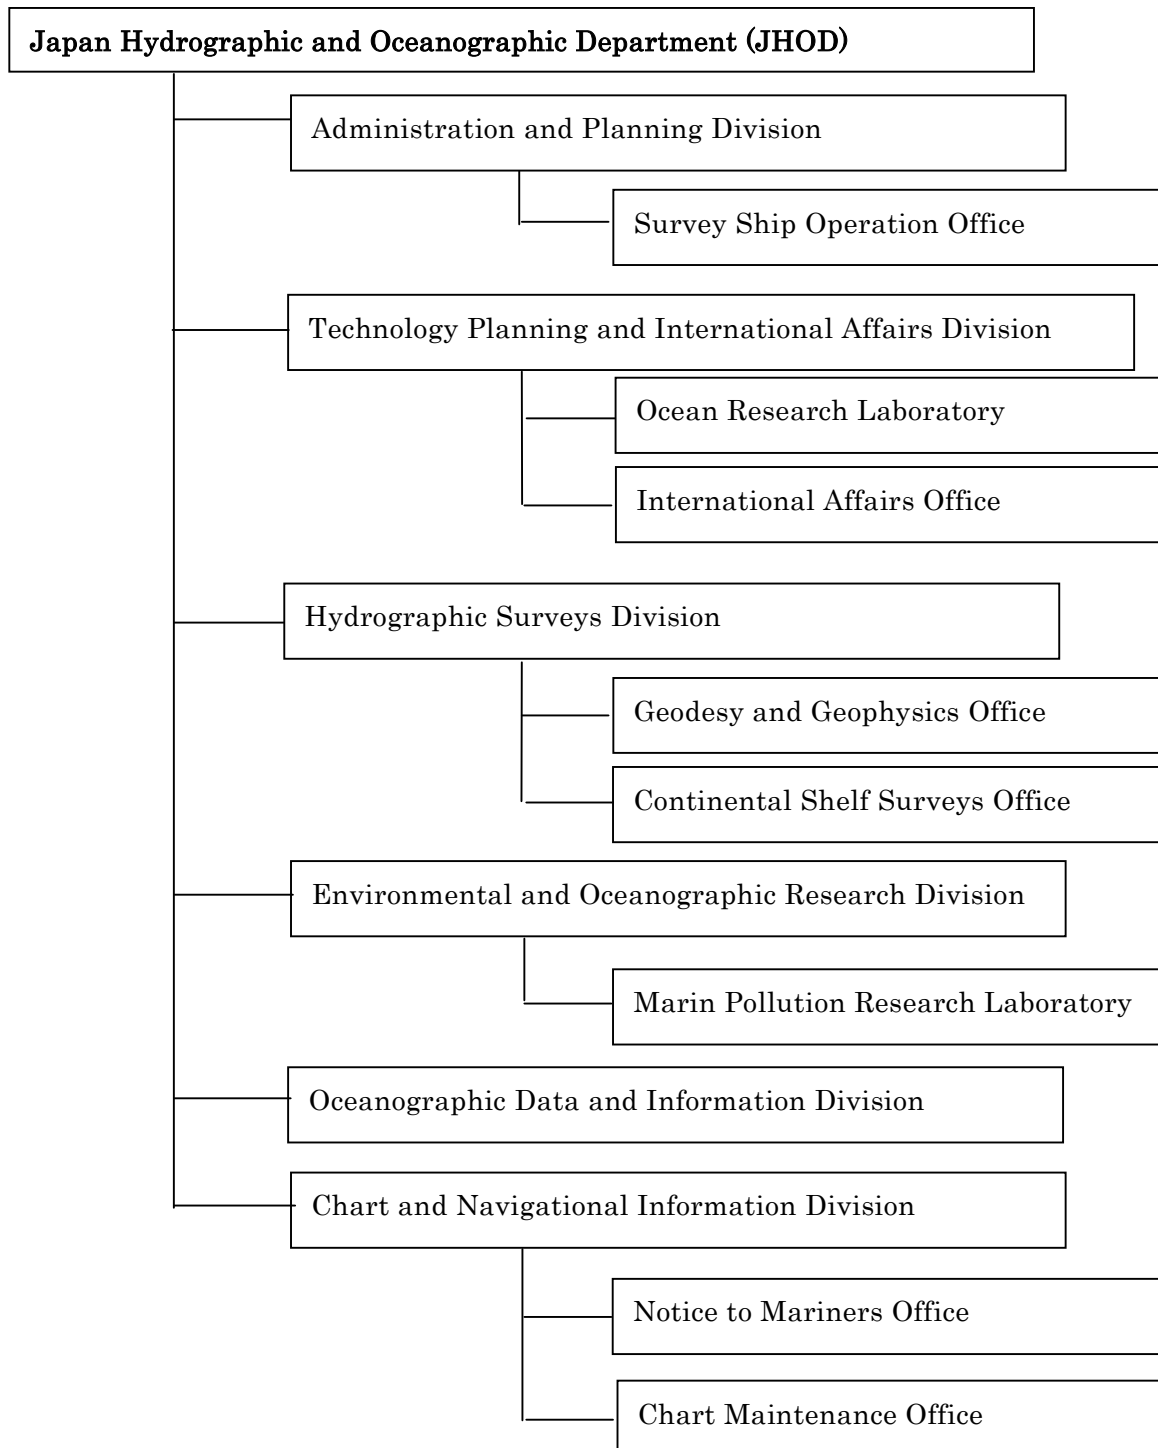 Japan Hydrographic and Oceanographic Department (JHOD)
Administration and Planning Division
Survey Ship Operation Office
Technology Planning and International Affairs Division
Ocean Research Laboratory
International Affairs Office
Hydrographic Surveys Division
Geodesy and Geophysics Office
Continental Shelf Surveys Office
Environmental and Oceanographic Research Division
Marin Pollution Research Laboratory
Oceanographic Data and Information Division
Chart and Navigational Information Division
Notice to Mariners Office
Chart Maintenance Office